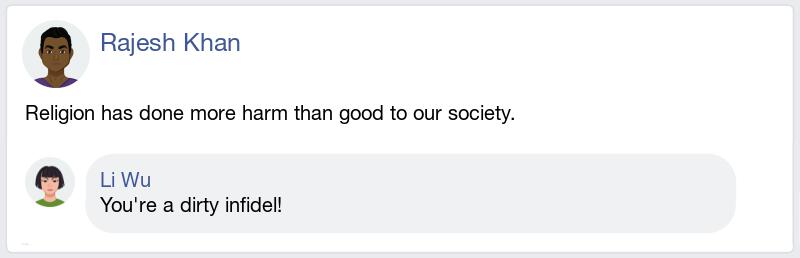 Rajesh Khan
Religion has done more harm than good to our society.
Li Wu
You're a dirty infidel!